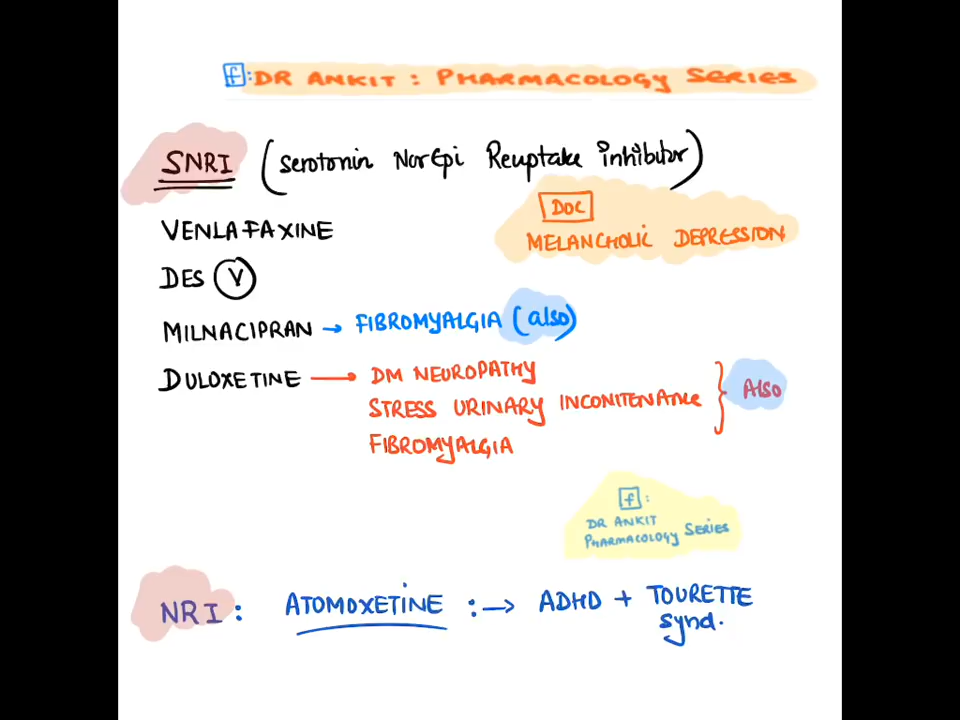 f: DR ANKIT : PHARMACOLOGY SERIES
SNRI (Serotonin NorEpi Reuptake inhibitor)
DOC
MELANCHOLIC DEPRESSION
VENLAFAXINE
DES V
MILNACIPRAN → FIBROMYALGIA (also)
DULOXETINE → DM NEUROPATHY
STRESS URINARY INCONITENANCE
FIBROMYALGIA
} Also
f :
DR ANKIT
PHARMACOLOGY SERIES
NRI : ATOMOXETINE :→ ADHD + TOURETTE
synd.